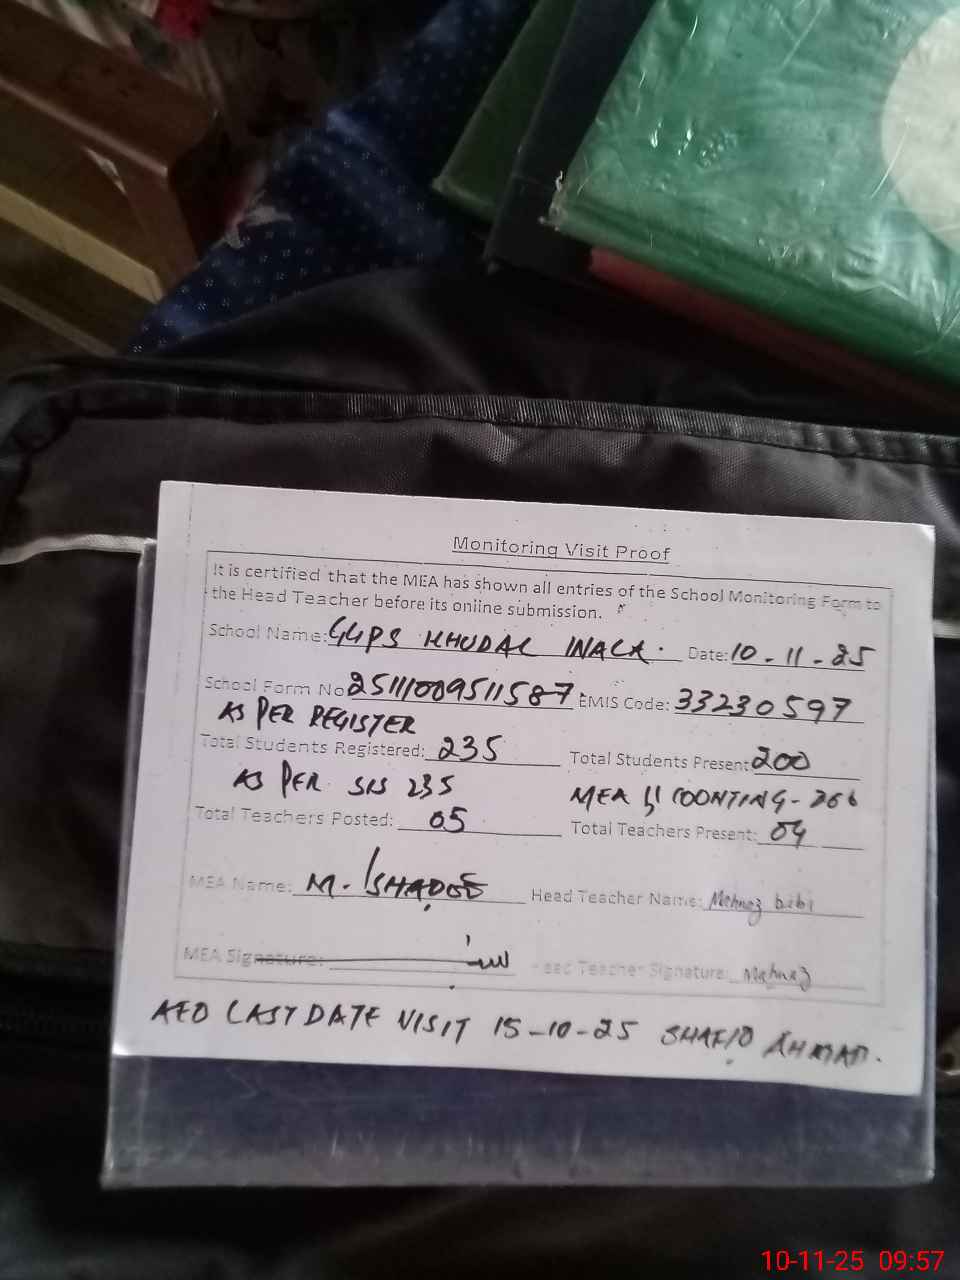 Monitoring Visit Proof
It is certified that the MEA has shown all entries of the School Monitoring Form to
the Head Teacher before its online submission.
School Name: GGPS KHUDAL Date: 10-11-25
School Form No 2511100951158 7 EMIS Code: 33230597
AS PER REGISTER
Total Students Registered: 235 Total Students Present: 200
AS PER SIS 235 MEA COONTING-
Total Teachers Posted: 05 Total Teachers Present: 04
MEA Name: M. Head Teacher Name: Mehnaz bibi
MEA Signature: Head Teacher Signature: Mehnaz
AEO LAST DATE VISIT 15-10-25 AHMAD.
10-11-25 09:57